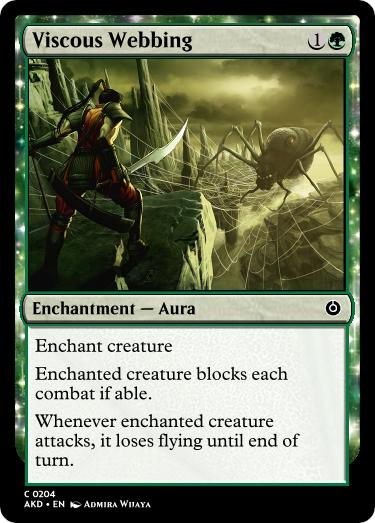 Viscous Webbing 1
Enchantment — Aura
Enchant creature
Enchanted creature blocks each
combat if able.
Whenever enchanted creature
attacks, it loses flying until end of
turn.
C 0204
AKD • EN Admira Wijaya